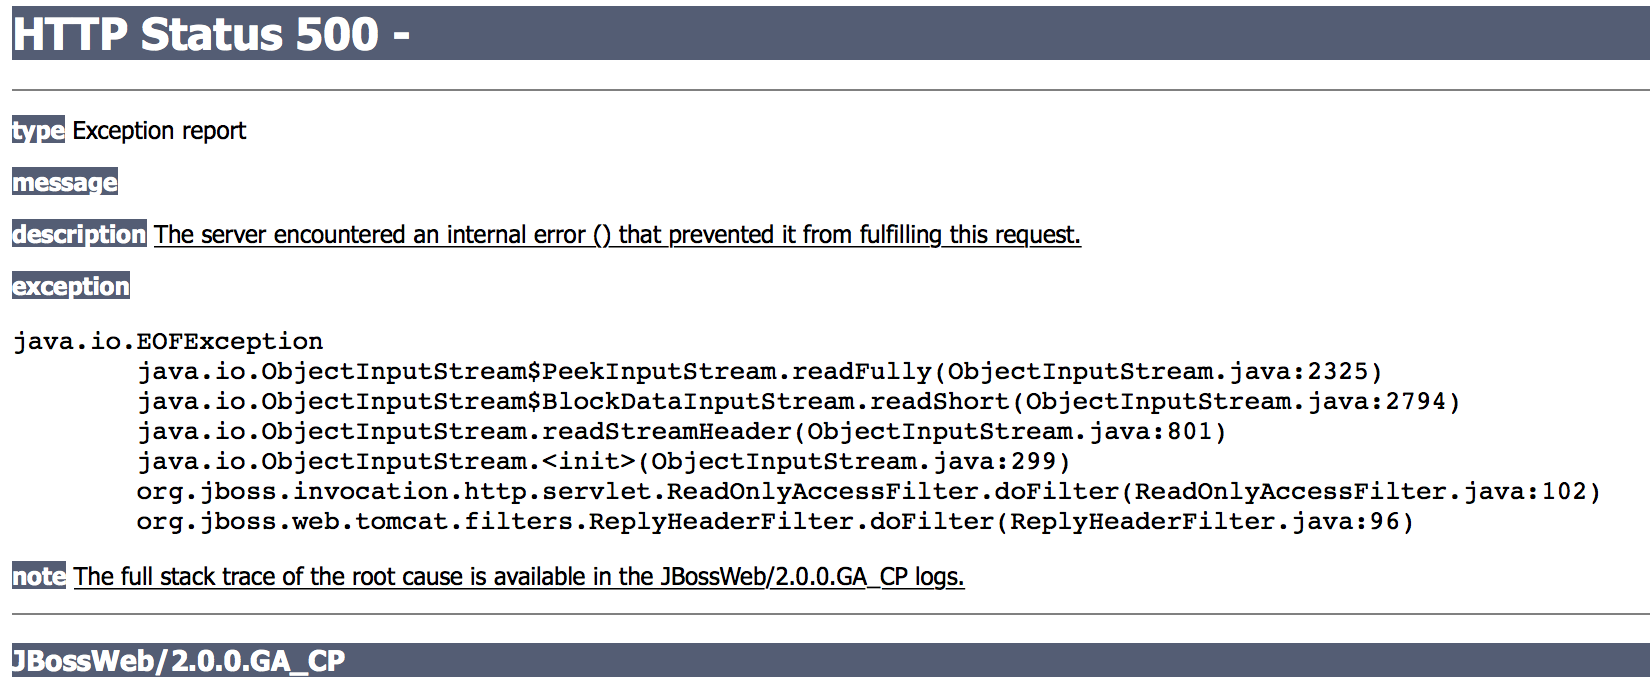 HTTP Status 500 -
type Exception report
message
description The server encountered an internal error () that prevented it from fulfilling this request.
exception
java.io.EOFException
java.io.ObjectInputStream$PeekInputStream.readFully(ObjectInputStream.java:2325)
java.io.ObjectInputStream$BlockDataInputStream.readShort(ObjectInputStream.java:2794)
java.io.ObjectInputStream.readStreamHeader(ObjectInputStream.java:801)
java.io.ObjectInputStream.<init>(ObjectInputStream.java:299)
org.jboss.invocation.http.servlet.ReadOnlyAccessFilter.doFilter(ReadOnlyAccessFilter.java:102)
org.jboss.web.tomcat.filters.ReplyHeaderFilter.doFilter(ReplyHeaderFilter.java:96)
note The full stack trace of the root cause is available in the JBossWeb/2.0.0.GA_CP logs.
JBossWeb/2.0.0.GA_CP